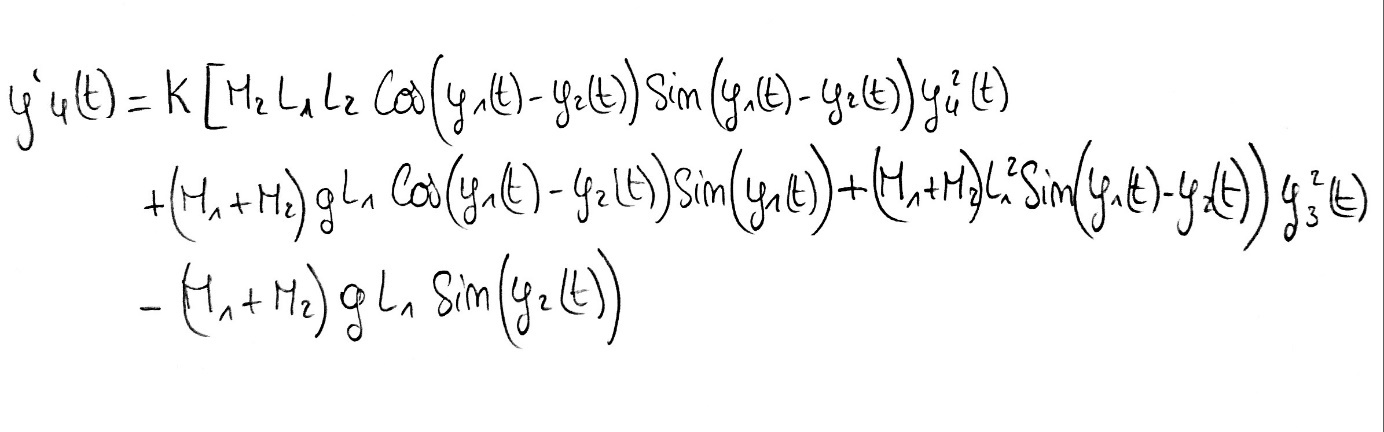 y'₄(t) = K [M₂ L₁ L₂ Cos(y₁(t) - y₂(t)) Sin(y₁(t) - y₂(t)) y₄²(t)
+ (M₁ + M₂) g L₁ Cos(y₁(t) - y₂(t)) Sin(y₁(t)) + (M₁ + M₂) L₁² Sin(y₁(t) - y₂(t)) y₃²(t)
- (M₁ + M₂) g L₁ Sin(y₂(t))